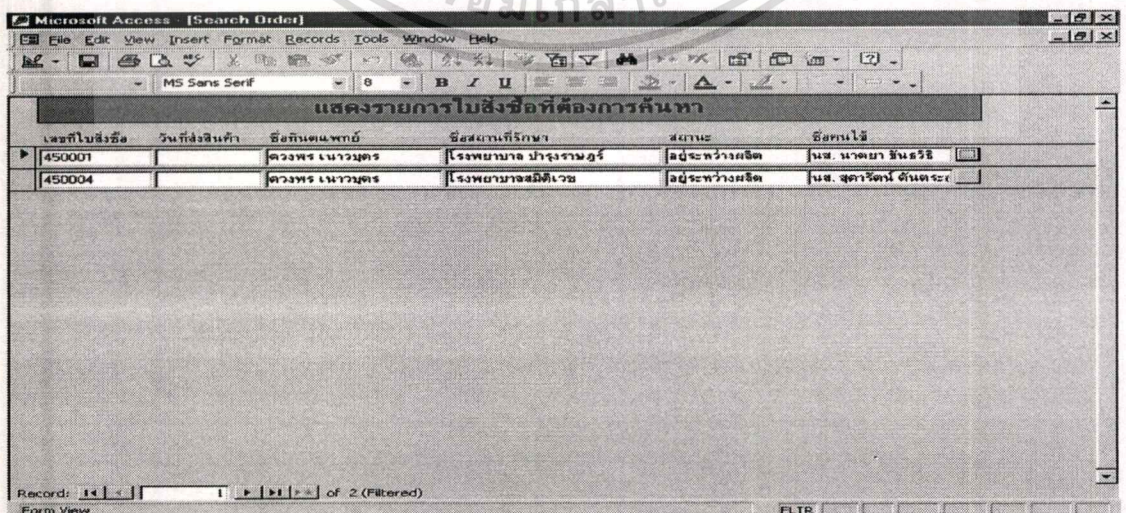 Microsoft Access - [Search Order]
File Edit View Insert Format Records Tools Window Help
MS Sans Serif 8 B I U
แสดงรายการใบสั่งซื้อที่ต้องการค้นหา
เลขที่ใบสั่งซื้อ วันที่ส่งสินค้า ชื่อทันตแพทย์ ชื่อสถานที่รักษา สถานะ ชื่อคนไข้
450001 ดวงพร เนาวบุตร โรงพยาบาล บำรุงราษฎร์ อยู่ระหว่างผลิต นส. นาตยา
450004 ดวงพร เนาวบุตร โรงพยาบาลสมิติเวช อยู่ระหว่างผลิต นส. สุดารัตน์
Record: 1 of 2 (Filtered)
Form View FLTR